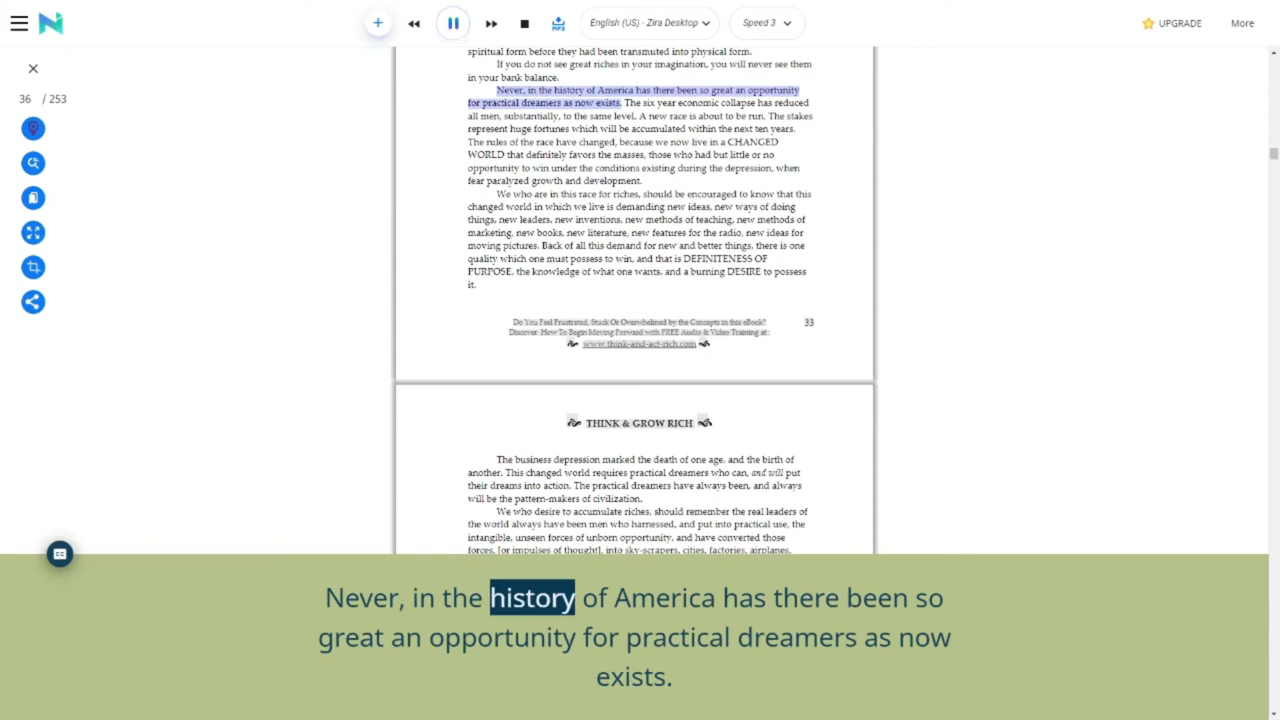 English (US) - Zira Desktop
Speed 3
UPGRADE
More
36 / 253
spiritual form before they had been transmuted into physical form.
If you do not see great riches in your imagination, you will never see them
in your bank balance.
Never, in the history of America has there been so great an opportunity
for practical dreamers as now exists. The six year economic collapse has reduced
all men, substantially, to the same level. A new race is about to be run. The stakes
represent huge fortunes which will be accumulated within the next ten years.
The rules of the race have changed, because we now live in a CHANGED
WORLD that definitely favors the masses, those who had but little or no
opportunity to win under the conditions existing during the depression, when
fear paralyzed growth and development.
We who are in this race for riches, should be encouraged to know that this
changed world in which we live is demanding new ideas, new ways of doing
things, new leaders, new inventions, new methods of teaching, new methods of
marketing, new books, new literature, new features for the radio, new ideas for
moving pictures. Back of all this demand for new and better things, there is one
quality which one must possess to win, and that is DEFINITENESS OF
PURPOSE, the knowledge of what one wants, and a burning DESIRE to possess
it.
Do You Feel Frustrated, Stuck Or Overwhelmed by the Concepts in this eBook?
33
Discover How To Begin Moving Forward with FREE Audio & Video Training at:
www.think-and-act-rich.com
THINK & GROW RICH
The business depression marked the death of one age, and the birth of
another. This changed world requires practical dreamers who can, and will put
their dreams into action. The practical dreamers have always been, and always
will be the pattern-makers of civilization.
We who desire to accumulate riches, should remember the real leaders of
the world always have been men who harnessed, and put into practical use, the
intangible, unseen forces of unborn opportunity, and have converted those
forces, [or impulses of thought], into sky-scrapers, cities, factories, airplanes,
CC
Never, in the history of America has there been so
great an opportunity for practical dreamers as now
exists.
MP3